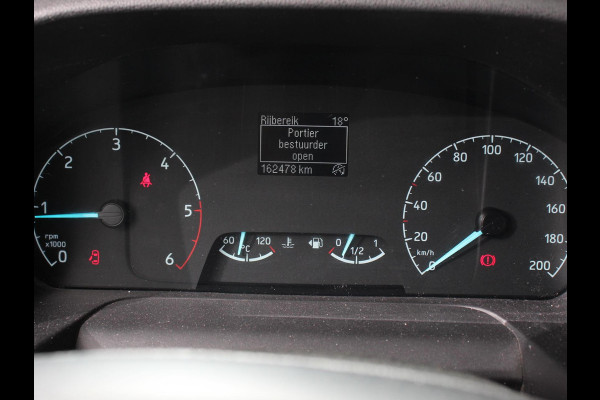 Rijbereik 18°
Portier
bestuurder
open
162478 km
0 1 2 3 4 5 6
rpm
x1000
60 120
°C
0 1/2 1
0 20 40 60 80 100 120 140 160 180 200
km/h